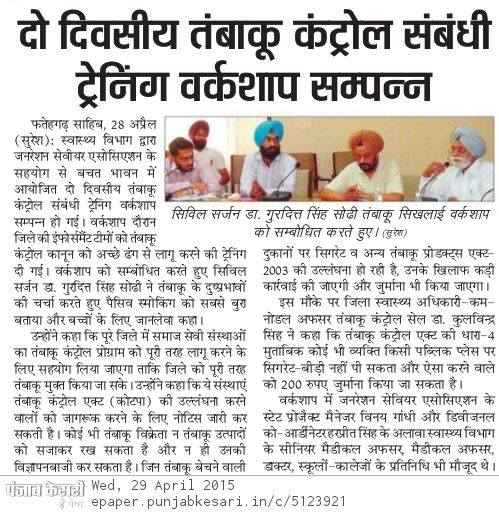 दो दिवसीय तंबाकू कंट्रोल संबंधी
ट्रेनिंग वर्कशाप सम्पन्न
फतेहगढ़ साहिब, 28 अप्रैल
(सुरेश): स्वास्थ्य विभाग द्वारा
जनरेशन सेवीयर एसोसिएशन के
सहयोग से बचत भावन में
आयोजित दो दिवसीय तंबाकू
कंट्रोल संबंधी ट्रेनिंग वर्कशाप
सम्पन्न हो गई। वर्कशाप दौरान
जिले की इंफोर्समैंट टीमों को तंबाकू
कंट्रोल कानून को अच्छे ढंग से लागू करने की ट्रेनिंग
दी गई। वर्कशाप को सम्बोधित करते हुए सिविल
सर्जन डा. गुरदित्त सिंह सोढी ने तंबाकू के दुष्प्रभावों
की चर्चा करते हुए पैसिव स्मोकिंग को सबसे बुरा
बताया और बच्चों के लिए जानलेवा कहा।
उन्होंने कहा कि पूरे जिले में समाज सेवी संस्थाओं
का तंबाकू कंट्रोल प्रोग्राम को पूरी तरह लागू करने के
लिए सहयोग लिया जाएगा ताकि जिले को पूरी तरह
तंबाकू मुक्त किया जा सके। उन्होंने कहा कि ये संस्थाएं
तंबाकू कंट्रोल एक्ट (कोटपा) की उल्लंघना करने
वालों को जागरूक करने के लिए नोटिस जारी कर
सकती है। कोई भी तंबाकू विक्रेता न तंबाकू उत्पादों
को सजाकर रख सकता है और न ही उनकी
विज्ञापनबाजी कर सकता है। जिन तंबाकू बेचने वाली
सिविल सर्जन डा. गुरदित्त सिंह सोढी तंबाकू सिखलाई वर्कशाप
को सम्बोधित करते हुए। (सुरेश)
दुकानों पर सिगरेट व अन्य तंबाकू प्रोडक्ट्स एक्ट-
2003 की उल्लंघना हो रही है, उनके खिलाफ कड़ी
कार्रवाई की जाएगी और जुर्माना भी किया जाएगा।
इस मौके पर जिला स्वास्थ्य अधिकारी-कम-
नोडल अफसर तंबाकू कंट्रोल सेल डा. कुलविन्द्र
सिंह ने कहा कि तंबाकू कंट्रोल एक्ट की धारा-4
मुताबिक कोई भी व्यक्ति किसी पब्लिक प्लेस पर
सिगरेट-बीड़ी नहीं पी सकता और ऐसा करने वाले
को 200 रुपए जुर्माना किया जा सकता है।
वर्कशाप में जनरेशन सेवियर एसोसिएशन के
स्टेट प्रोजैक्ट मैनेजर विनय गांधी और डिवीजनल
को-आर्डीनेटर हरप्रीत सिंह के अलावा स्वास्थ्य विभाग
के सीनियर मैडीकल अफसर, मैडीकल अफसर,
डाक्टर, स्कूलों-कालेजों के प्रतिनिधि भी मौजूद थे।
पंजाब केसरी
ई पेपर
Wed, 29 April 2015
epaper.punjabkesari.in/c/5123921